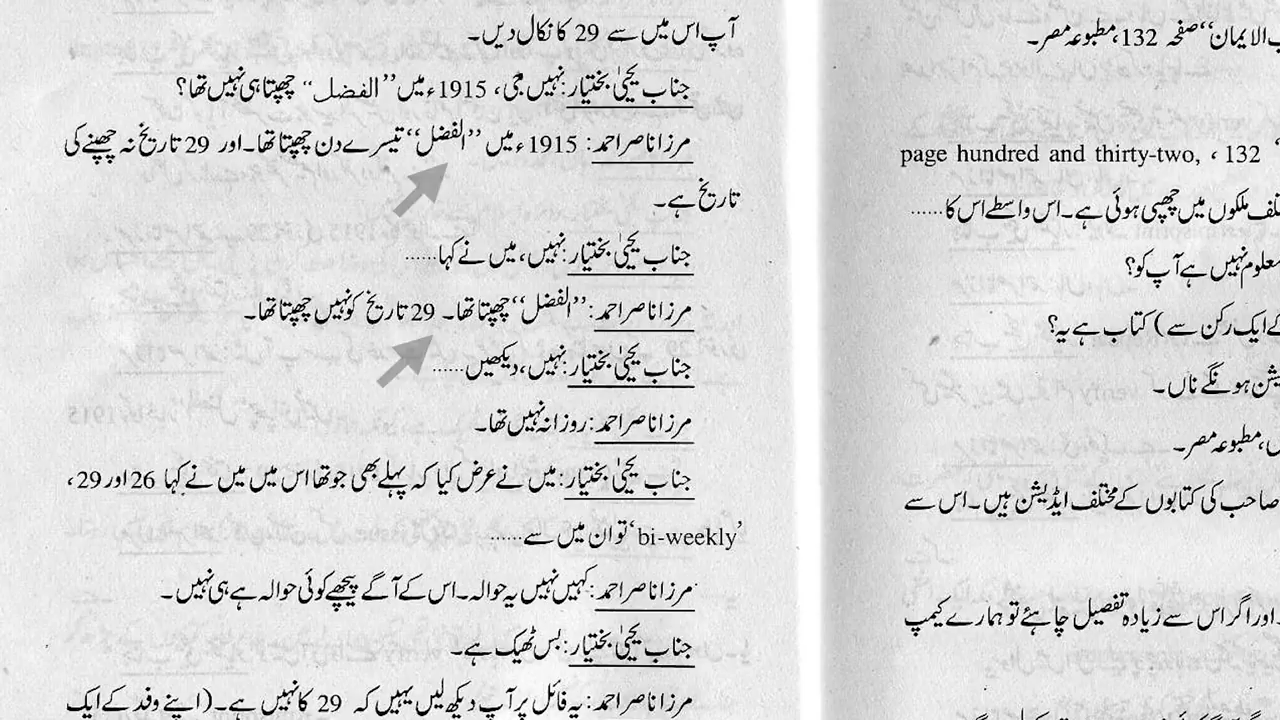 آپ اس میں سے 29 کا نکال دیں۔
جناب یحییٰ بختیار: نہیں جی، 1915ء میں ’’الفضل‘‘ چھپتا ہی نہیں تھا؟
مرزا ناصر احمد: 1915ء میں ’’الفضل‘‘ تیسرے دن چھپتا تھا۔ اور 29 تاریخ نہ چھپنے کی
تاریخ ہے۔
جناب یحییٰ بختیار: نہیں، میں نے کہا......
مرزا ناصر احمد: ’’الفضل‘‘ چھپتا تھا۔ 29 تاریخ کو نہیں چھپتا تھا۔
جناب یحییٰ بختیار: نہیں، دیکھیں......
مرزا ناصر احمد: روزانہ نہیں تھا۔
جناب یحییٰ بختیار: میں نے عرض کیا کہ پہلے بھی جو تھا اس میں میں نے کہا 26 اور 29،
’bi-weekly‘ تو ان میں سے......
مرزا ناصر احمد: کہیں نہیں یہ حوالہ۔ اس کے آگے پیچھے کوئی حوالہ ہے ہی نہیں۔
جناب یحییٰ بختیار: بس ٹھیک ہے۔
مرزا ناصر احمد: یہ فائل پر آپ دیکھ لیں یہیں کہ 29 کا نہیں ہے۔ (اپنے وفد کے ایک
الایمان‘‘ صفحہ 132، مطبوعہ مصر۔
page hundred and thirty-two, ، 132
ملکوں میں چھپی ہوئی ہے۔ اس واسطے اس کا......
معلوم نہیں ہے آپ کو؟
کے ایک رکن سے) کتاب ہے یہ؟
ہونگے ناں۔
مطبوعہ مصر۔
صاحب کی کتابوں کے مختلف ایڈیشن ہیں۔ اس سے
اور اگر اس سے زیادہ تفصیل چاہئے تو ہمارے کیمپ